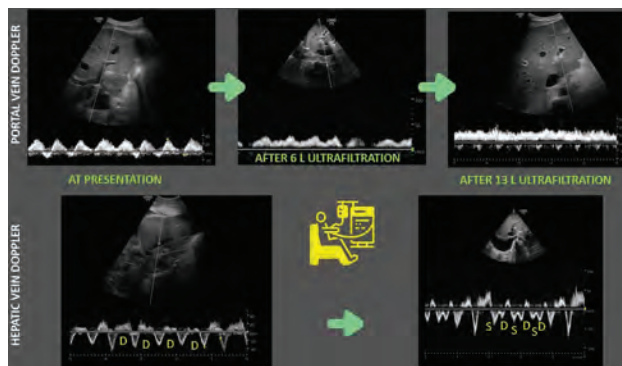 PORTAL VEIN DOPPLER
AT PRESENTATION
AFTER 6 L ULTRAFILTRATION
AFTER 13 L ULTRAFILTRATION
HEPATIC VEIN DOPPLER
D D D D
S D S D S D